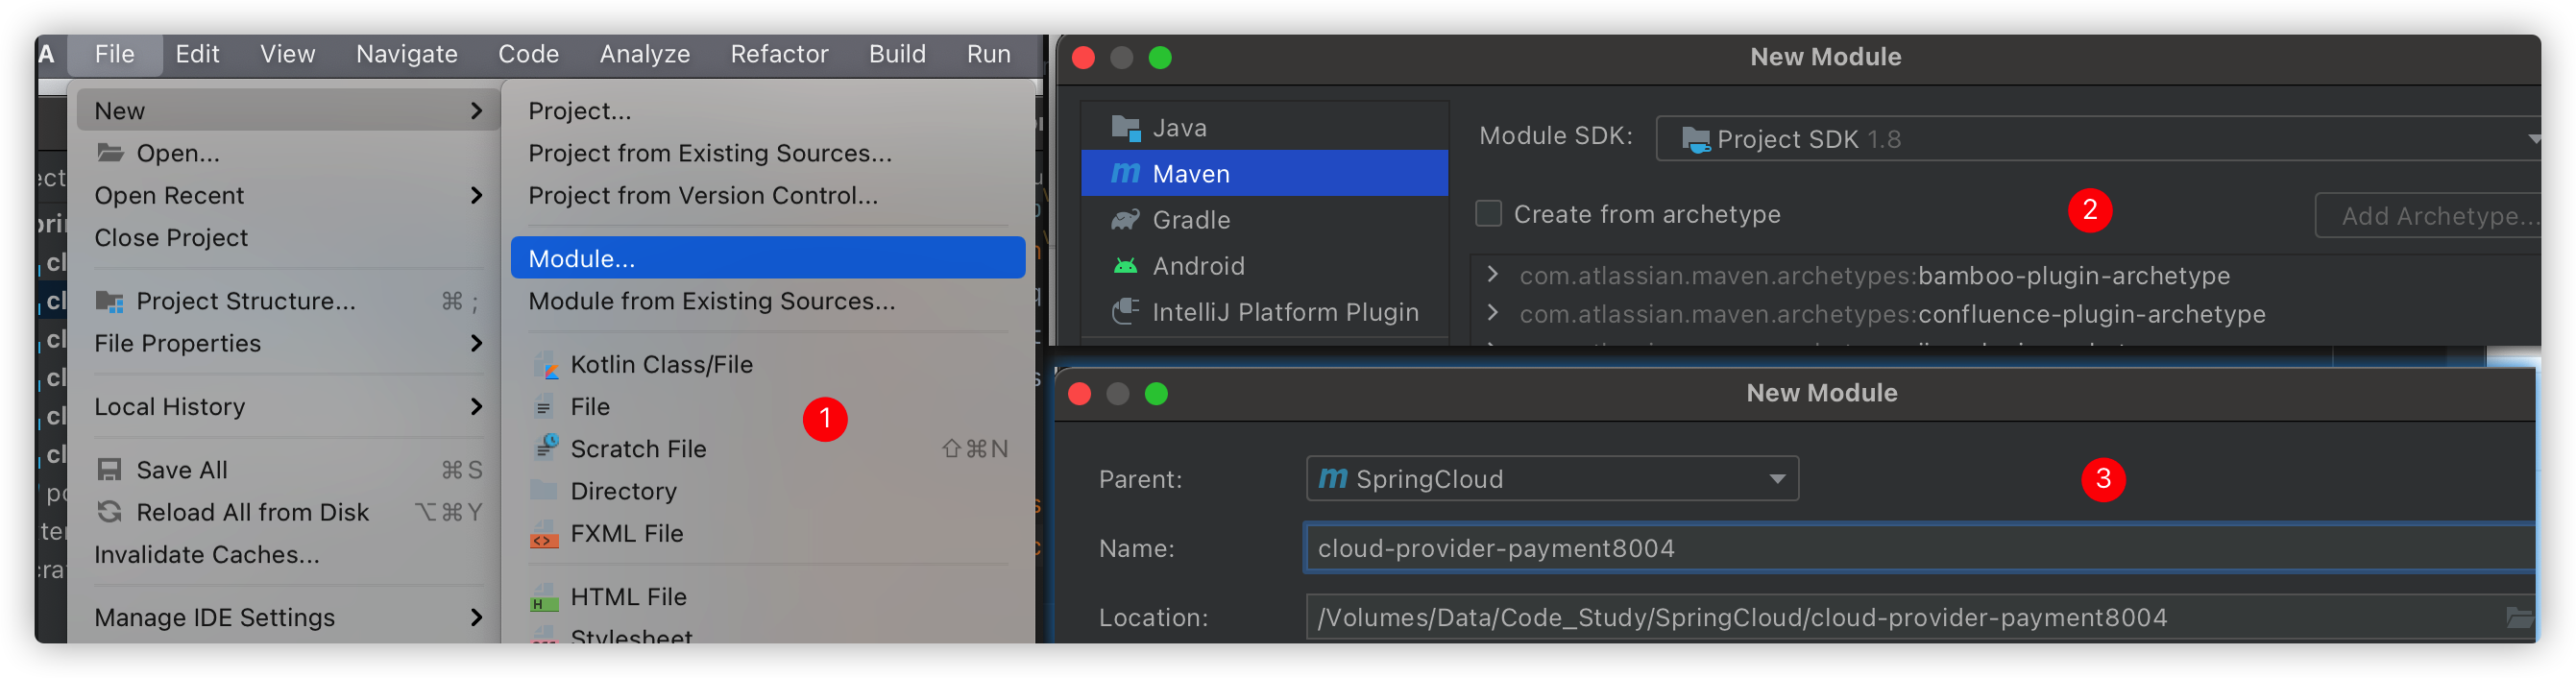 A File Edit View Navigate Code Analyze Refactor Build Run
New
Open...
Open Recent
Close Project
Project Structure... ⌘ ;
File Properties
Local History
Save All ⌘S
Reload All from Disk ⌥⌘Y
Invalidate Caches...
Manage IDE Settings
Project...
Project from Existing Sources...
Project from Version Control...
Module...
Module from Existing Sources...
Kotlin Class/File
File
1
Scratch File ⇧⌘N
Directory
FXML File
HTML File
Stylesheet
New Module
Java
Maven
Gradle
Android
IntelliJ Platform Plugin
Module SDK: Project SDK 1.8
2
Create from archetype Add Archetype...
com.atlassian.maven.archetypes:bamboo-plugin-archetype
com.atlassian.maven.archetypes:confluence-plugin-archetype
New Module
Parent: SpringCloud
3
Name: cloud-provider-payment8004
Location: /Volumes/Data/Code_Study/SpringCloud/cloud-provider-payment8004